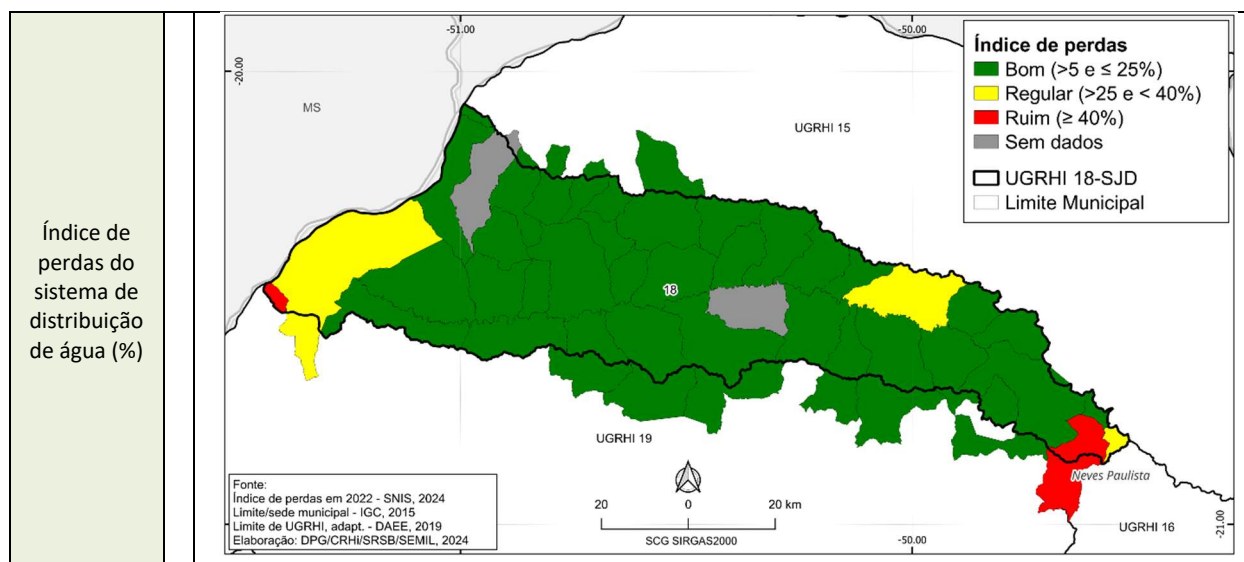 Índice de
perdas do
sistema de
distribuição
de água (%)
-51.00
-50.00
-20.00
MS
UGRHI 15
Índice de perdas
Bom (>5 e ≤ 25%)
Regular (>25 e < 40%)
Ruim (≥ 40%)
Sem dados
UGRHI 18-SJD
Limite Municipal
18
UGRHI 19
Neves Paulista
UGRHI 16
Fonte:
Índice de perdas em 2022 - SNIS, 2024
Limite/sede municipal - IGC, 2015
Limite de UGRHI, adapt. - DAEE, 2019
Elaboração: DPG/CRHi/SRSB/SEMIL, 2024
20 0 20 km
SCG SIRGAS2000
-51.00
-50.00
-21.00